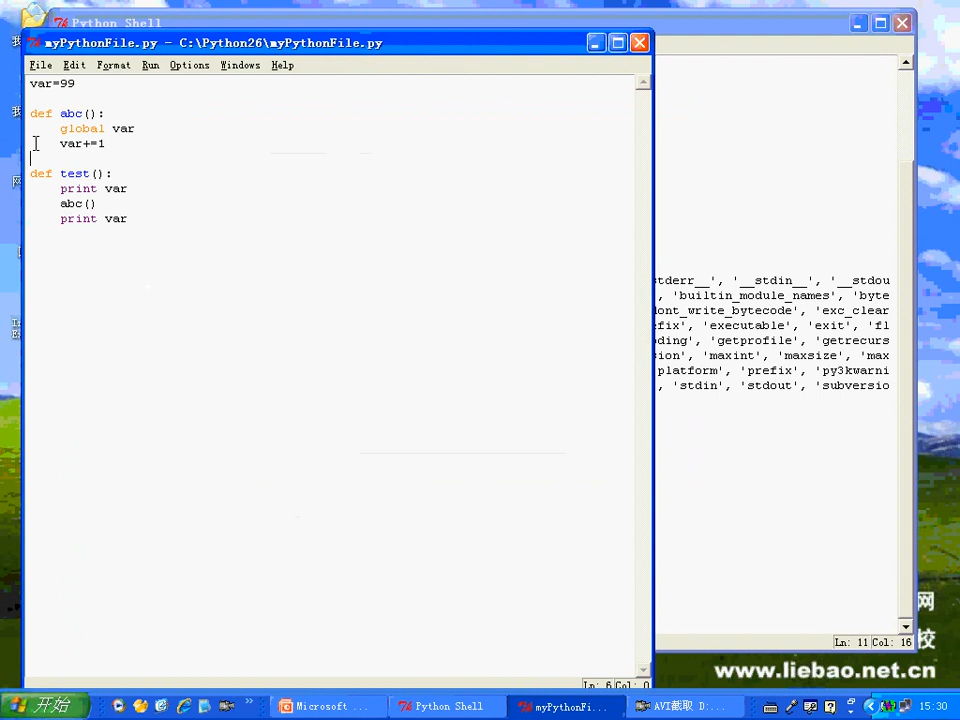 Python Shell
myPythonFile.py - C:\Python26\myPythonFile.py
File Edit Format Run Options Windows Help
var=99
def abc():
global var
var+=1
def test():
print var
abc()
print var
stderr__', '__stdin__', '__stdou
, 'builtin_module_names', 'byte
dont_write_bytecode', 'exc_clear
efix', 'executable', 'exit', 'fl
oding', 'getprofile', 'getrecurs
sion', 'maxint', 'maxsize', 'max
platform', 'prefix', 'py3kwarni
, 'stdin', 'stdout', 'subversio
Ln: 11 Col: 16
Ln: 6 Col: 0
网
校
www.liebao.net.cn
开始
Microsoft ...
Python Shell
myPythonFi...
AVI截取 D:...
15:30